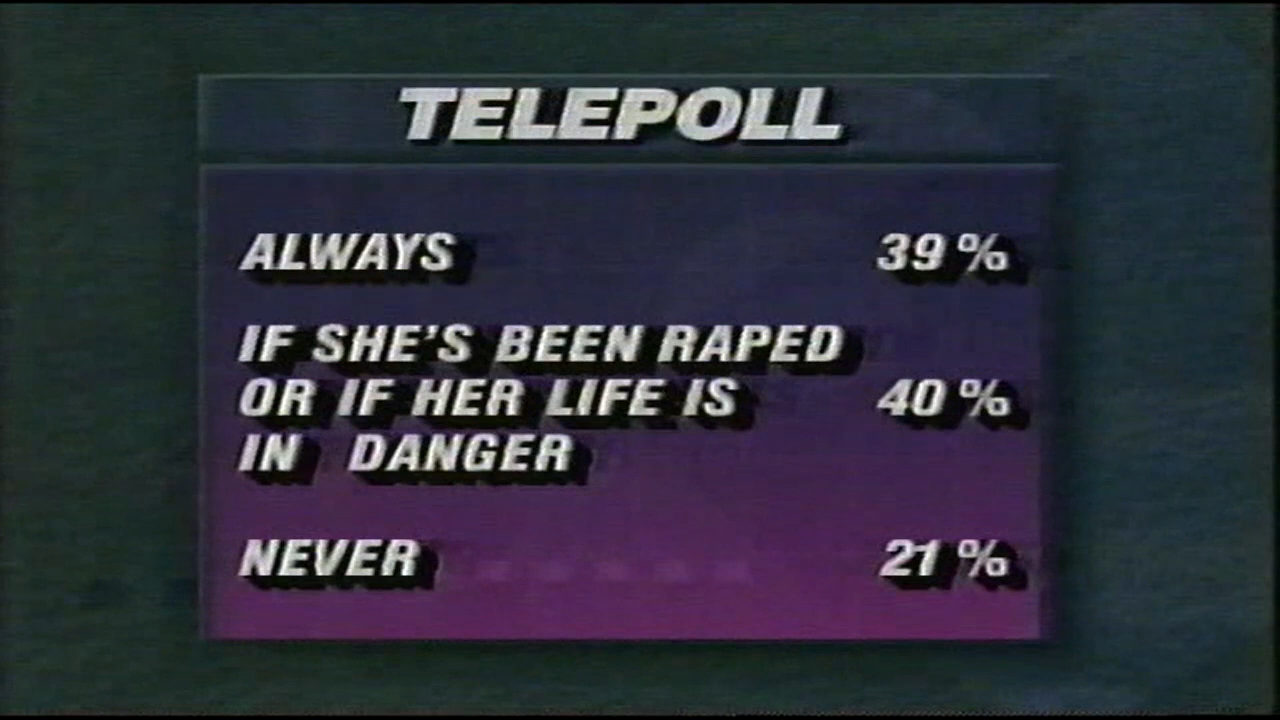 TELEPOLL
ALWAYS 39%
IF SHE'S BEEN RAPED
OR IF HER LIFE IS 40%
IN DANGER
NEVER 21%